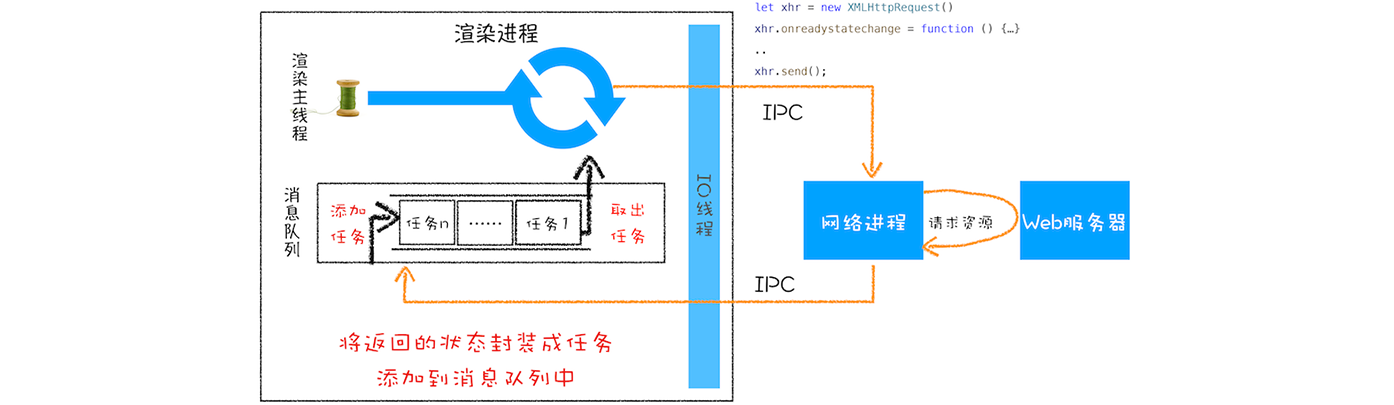 渲染进程
渲染主线程
消息队列
添加
任务
任务n
......
任务1
取出
任务
将返回的状态封装成任务
添加到消息队列中
IO线程
let xhr = new XMLHttpRequest()
xhr.onreadystatechange = function () {…}
..
xhr.send();
IPC
网络进程
请求资源
Web服务器
IPC